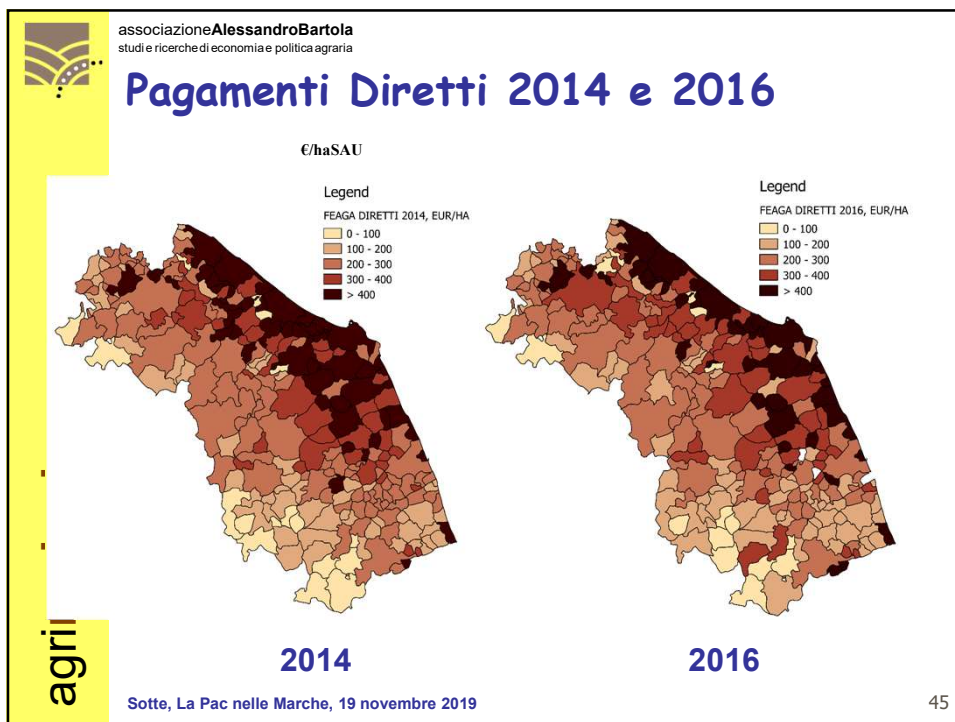 associazioneAlessandroBartola
studi e ricerche di economia e politica agraria
Pagamenti Diretti 2014 e 2016
€/haSAU
Legend
FEAGA DIRETTI 2014, EUR/HA
0 - 100
100 - 200
200 - 300
300 - 400
> 400
Legend
FEAGA DIRETTI 2016, EUR/HA
0 - 100
100 - 200
200 - 300
300 - 400
> 400
2014
2016
Sotte, La Pac nelle Marche, 19 novembre 2019
45